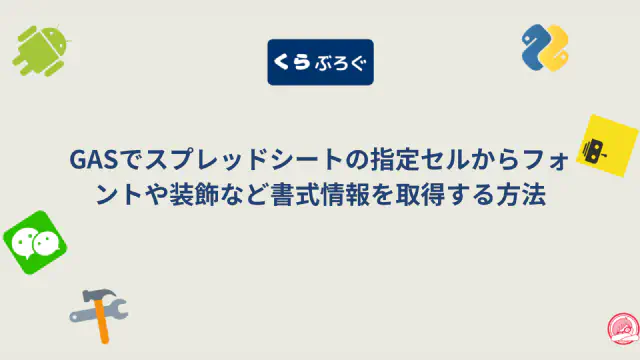 くらぶろぐ
GASでスプレッドシートの指定セルからフォ
ントや装飾など書式情報を取得する方法